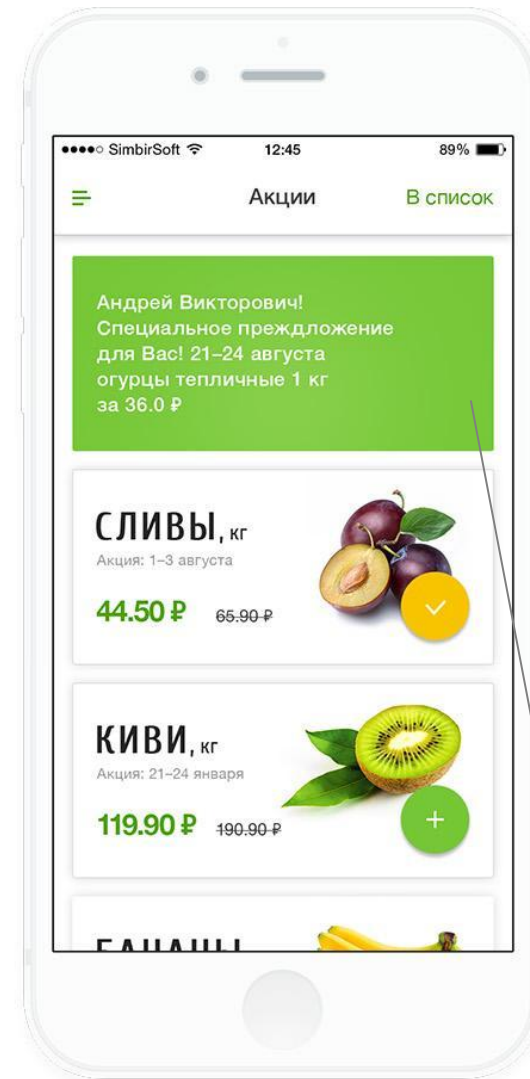 SimbirSoft 12:45 89%
Акции В список
Андрей Викторович!
Специальное преждложение
для Вас! 21–24 августа
огурцы тепличные 1 кг
за 36.0 ₽
СЛИВЫ, кг
Акция: 1–3 августа
44.50 ₽ 65.90 ₽
КИВИ, кг
Акция: 21–24 января
119.90 ₽ 190.90 ₽